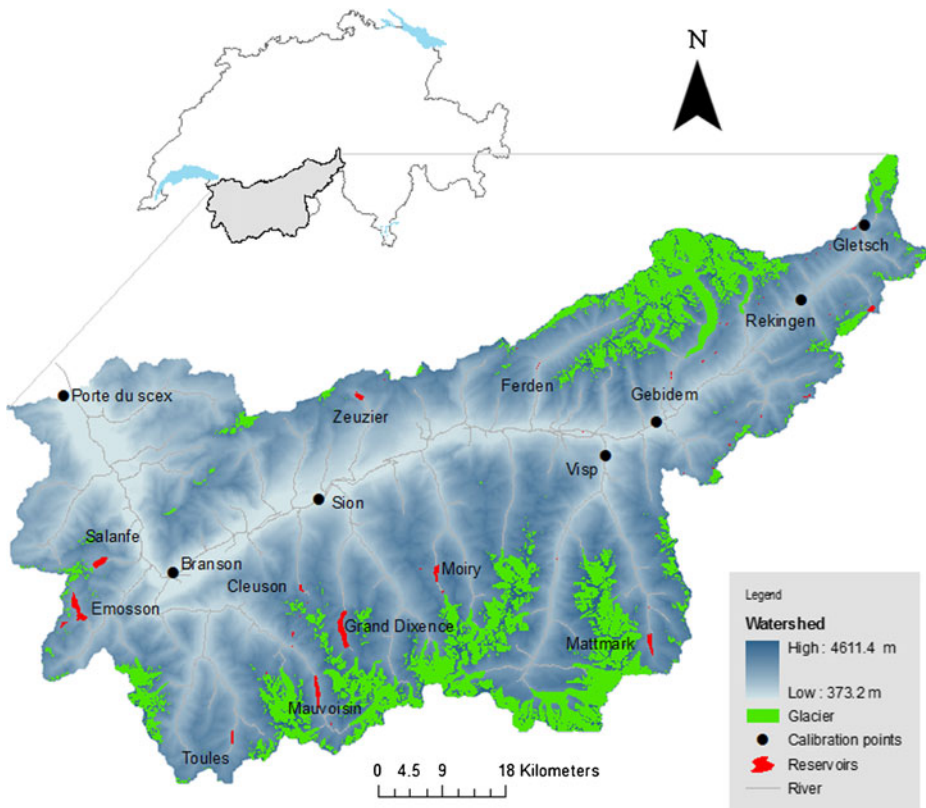 N
Gletsch
Rekingen
Ferden
Gebidem
Porte du scex
Zeuzier
Visp
Sion
Salanfe
Branson
Cleuson
Moiry
Emosson
Grand Dixence
Mattmark
Mauvoisin
Toules
0 4.5 9 18 Kilometers
Legend
Watershed
High : 4611.4 m
Low : 373.2 m
Glacier
Calibration points
Reservoirs
River